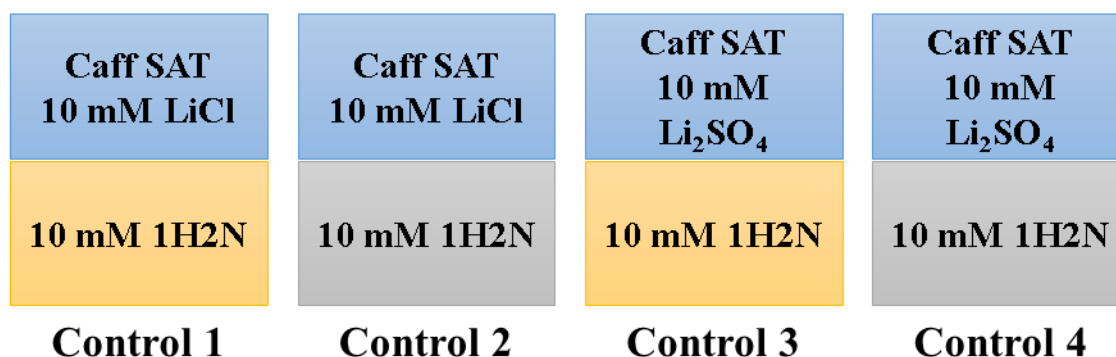 Caff SAT
10 mM LiCl
10 mM 1H2N
Control 1
Caff SAT
10 mM LiCl
10 mM 1H2N
Control 2
Caff SAT
10 mM
Li₂SO₄
10 mM 1H2N
Control 3
Caff SAT
10 mM
Li₂SO₄
10 mM 1H2N
Control 4